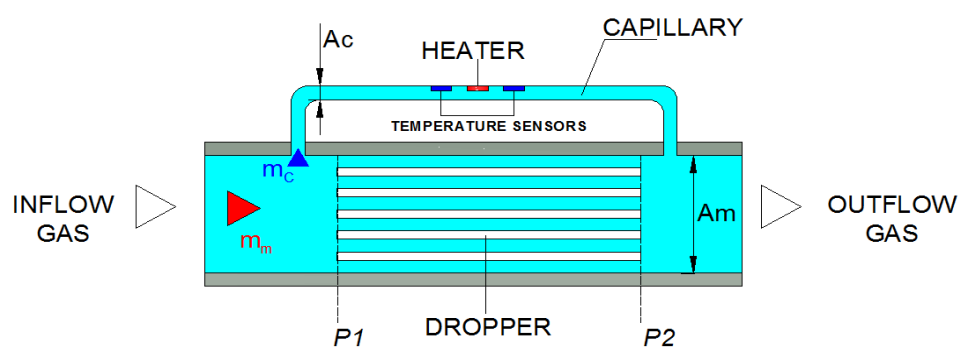 Ac
HEATER
CAPILLARY
TEMPERATURE SENSORS
mc
INFLOW
GAS
mm
Am
OUTFLOW
GAS
DROPPER
P1
P2